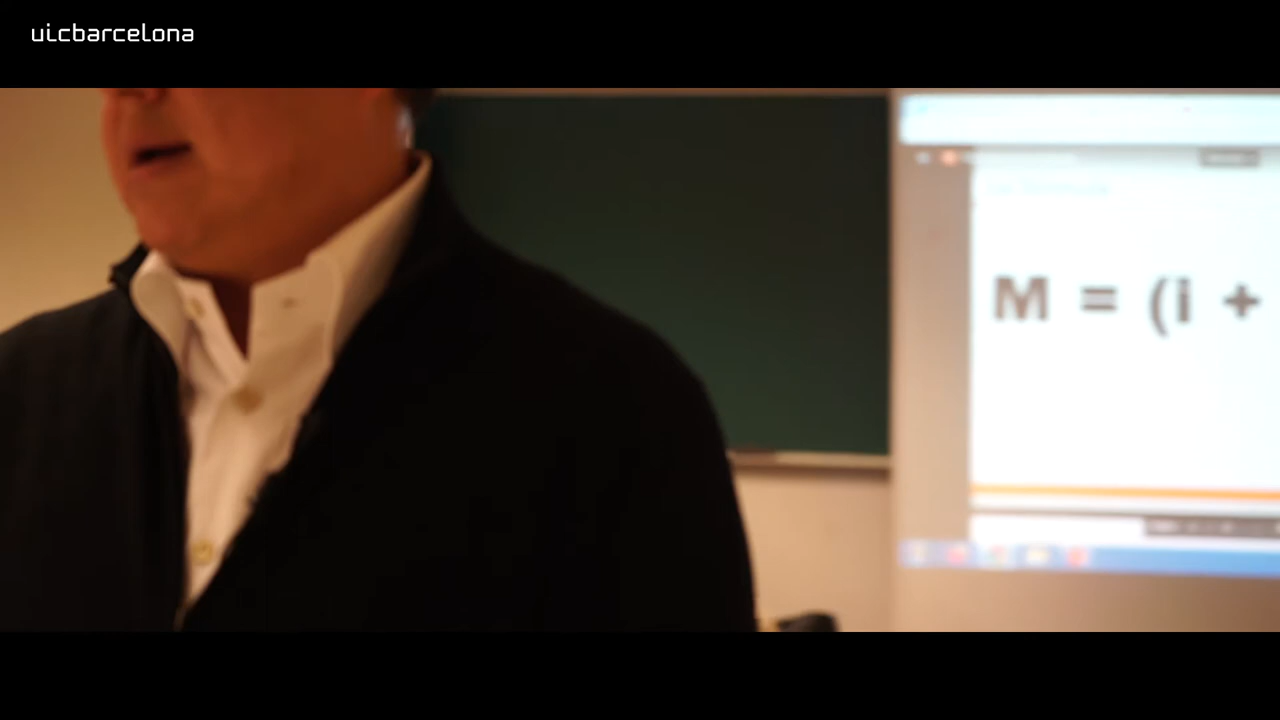 uicbarcelona
M = (i +